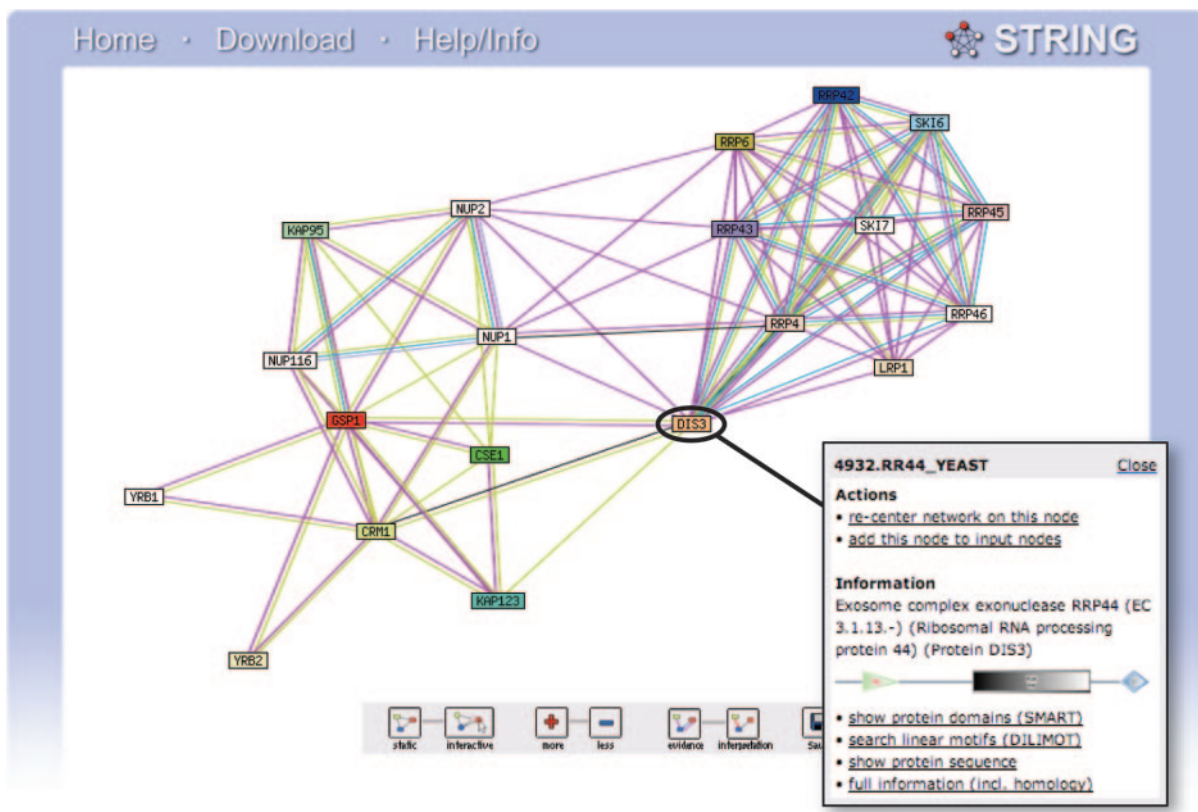 Home · Download · Help/Info
STRING
RRP42
SKI6
RRP6
NUP2
RRP45
KAP95
RRP43
SKI7
RRP46
RRP4
NUP1
NUP116
LRP1
GSP1
DIS3
CSE1
YRB1
CRM1
KAP123
YRB2
4932.RR44_YEAST Close
Actions
• re-center network on this node
• add this node to input nodes
Information
Exosome complex exonuclease RRP44 (EC
3.1.13.-) (Ribosomal RNA processing
protein 44) (Protein DIS3)
• show protein domains (SMART)
• search linear motifs (DILIMOT)
• show protein sequence
• full information (incl. homology)
static interactive more less evidence interpretation